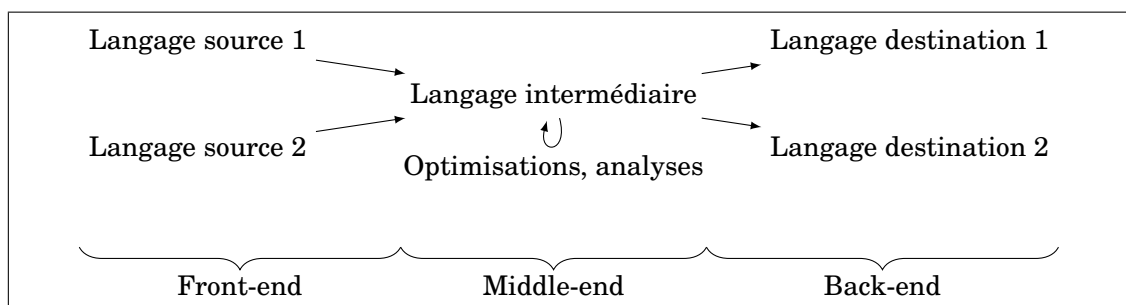 Langage source 1
Langage destination 1
Langage intermédiaire
Langage source 2
Langage destination 2
Optimisations, analyses
Front-end
Middle-end
Back-end